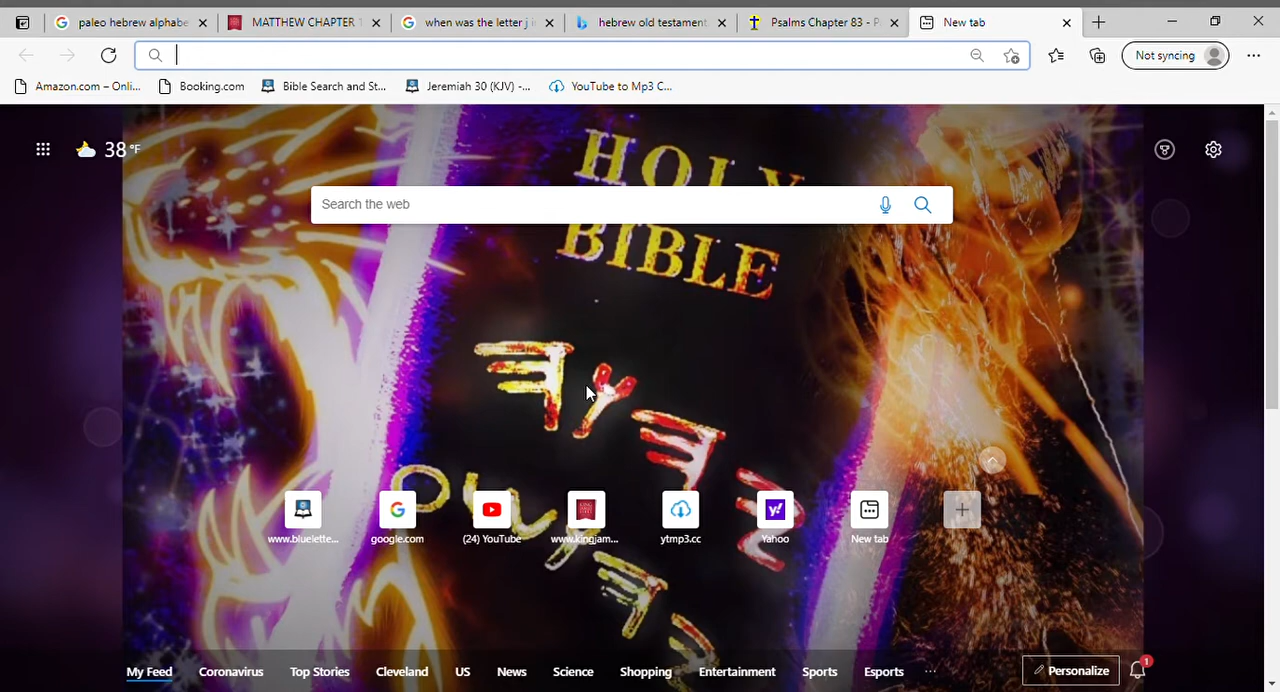 paleo hebrew alphabe
MATTHEW CHAPTER 1
when was the letter j i
hebrew old testament
Psalms Chapter 83 - P
New tab
Not syncing
Amazon.com – Onli...
Booking.com
Bible Search and St...
Jeremiah 30 (KJV) -...
YouTube to Mp3 C...
38 °F
HOLY
Search the web
BIBLE
𐤉𐤄𐤅𐤄
www.bluelette...
google.com
(24) YouTube
www.kingjam...
ytmp3.cc
Yahoo
New tab
My Feed
Coronavirus
Top Stories
Cleveland
US
News
Science
Shopping
Entertainment
Sports
Esports
...
Personalize
1